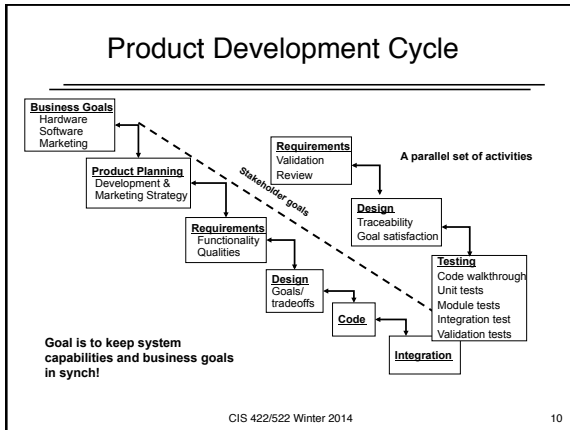 Product Development Cycle
Business Goals
Hardware
Software
Marketing
Product Planning
Development &
Marketing Strategy
Requirements
Functionality
Qualities
Design
Goals/
tradeoffs
Code
Integration
Stakeholder goals
Requirements
Validation
Review
A parallel set of activities
Design
Traceability
Goal satisfaction
Testing
Code walkthrough
Unit tests
Module tests
Integration test
Validation tests
Goal is to keep system
capabilities and business goals
in synch!
CIS 422/522 Winter 2014
10